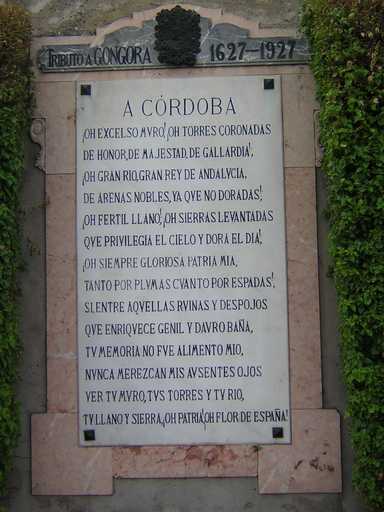 TRIBUTO A GONGORA 1627-1927
A CÓRDOBA
¡OH EXCELSO MVRO!, ¡OH TORRES CORONADAS
DE HONOR, DE MAJESTAD, DE GALLARDIA!,
¡OH GRAN RIO, GRAN REY DE ANDALVCIA,
DE ARENAS NOBLES, YA QUE NO DORADAS!,
¡OH FERTIL LLANO!, ¡OH SIERRAS LEVANTADAS
QVE PRIVILEGIA EL CIELO Y DORA EL DIA!,
¡OH SIEMPRE GLORIOSA PATRIA MIA,
TANTO POR PLVMAS CVANTO POR ESPADAS!,
SI ENTRE AQVELLAS RVINAS Y DESPOJOS
QVE ENRIQVECE GENIL Y DAVRO BAÑA,
TV MEMORIA NO FVE ALIMENTO MIO,
NVNCA MEREZCAN MIS AVSENTES OJOS
VER TV MVRO, TVS TORRES Y TV RIO,
TV LLANO Y SIERRA, ¡OH PATRIA!, ¡OH FLOR DE ESPAÑA!